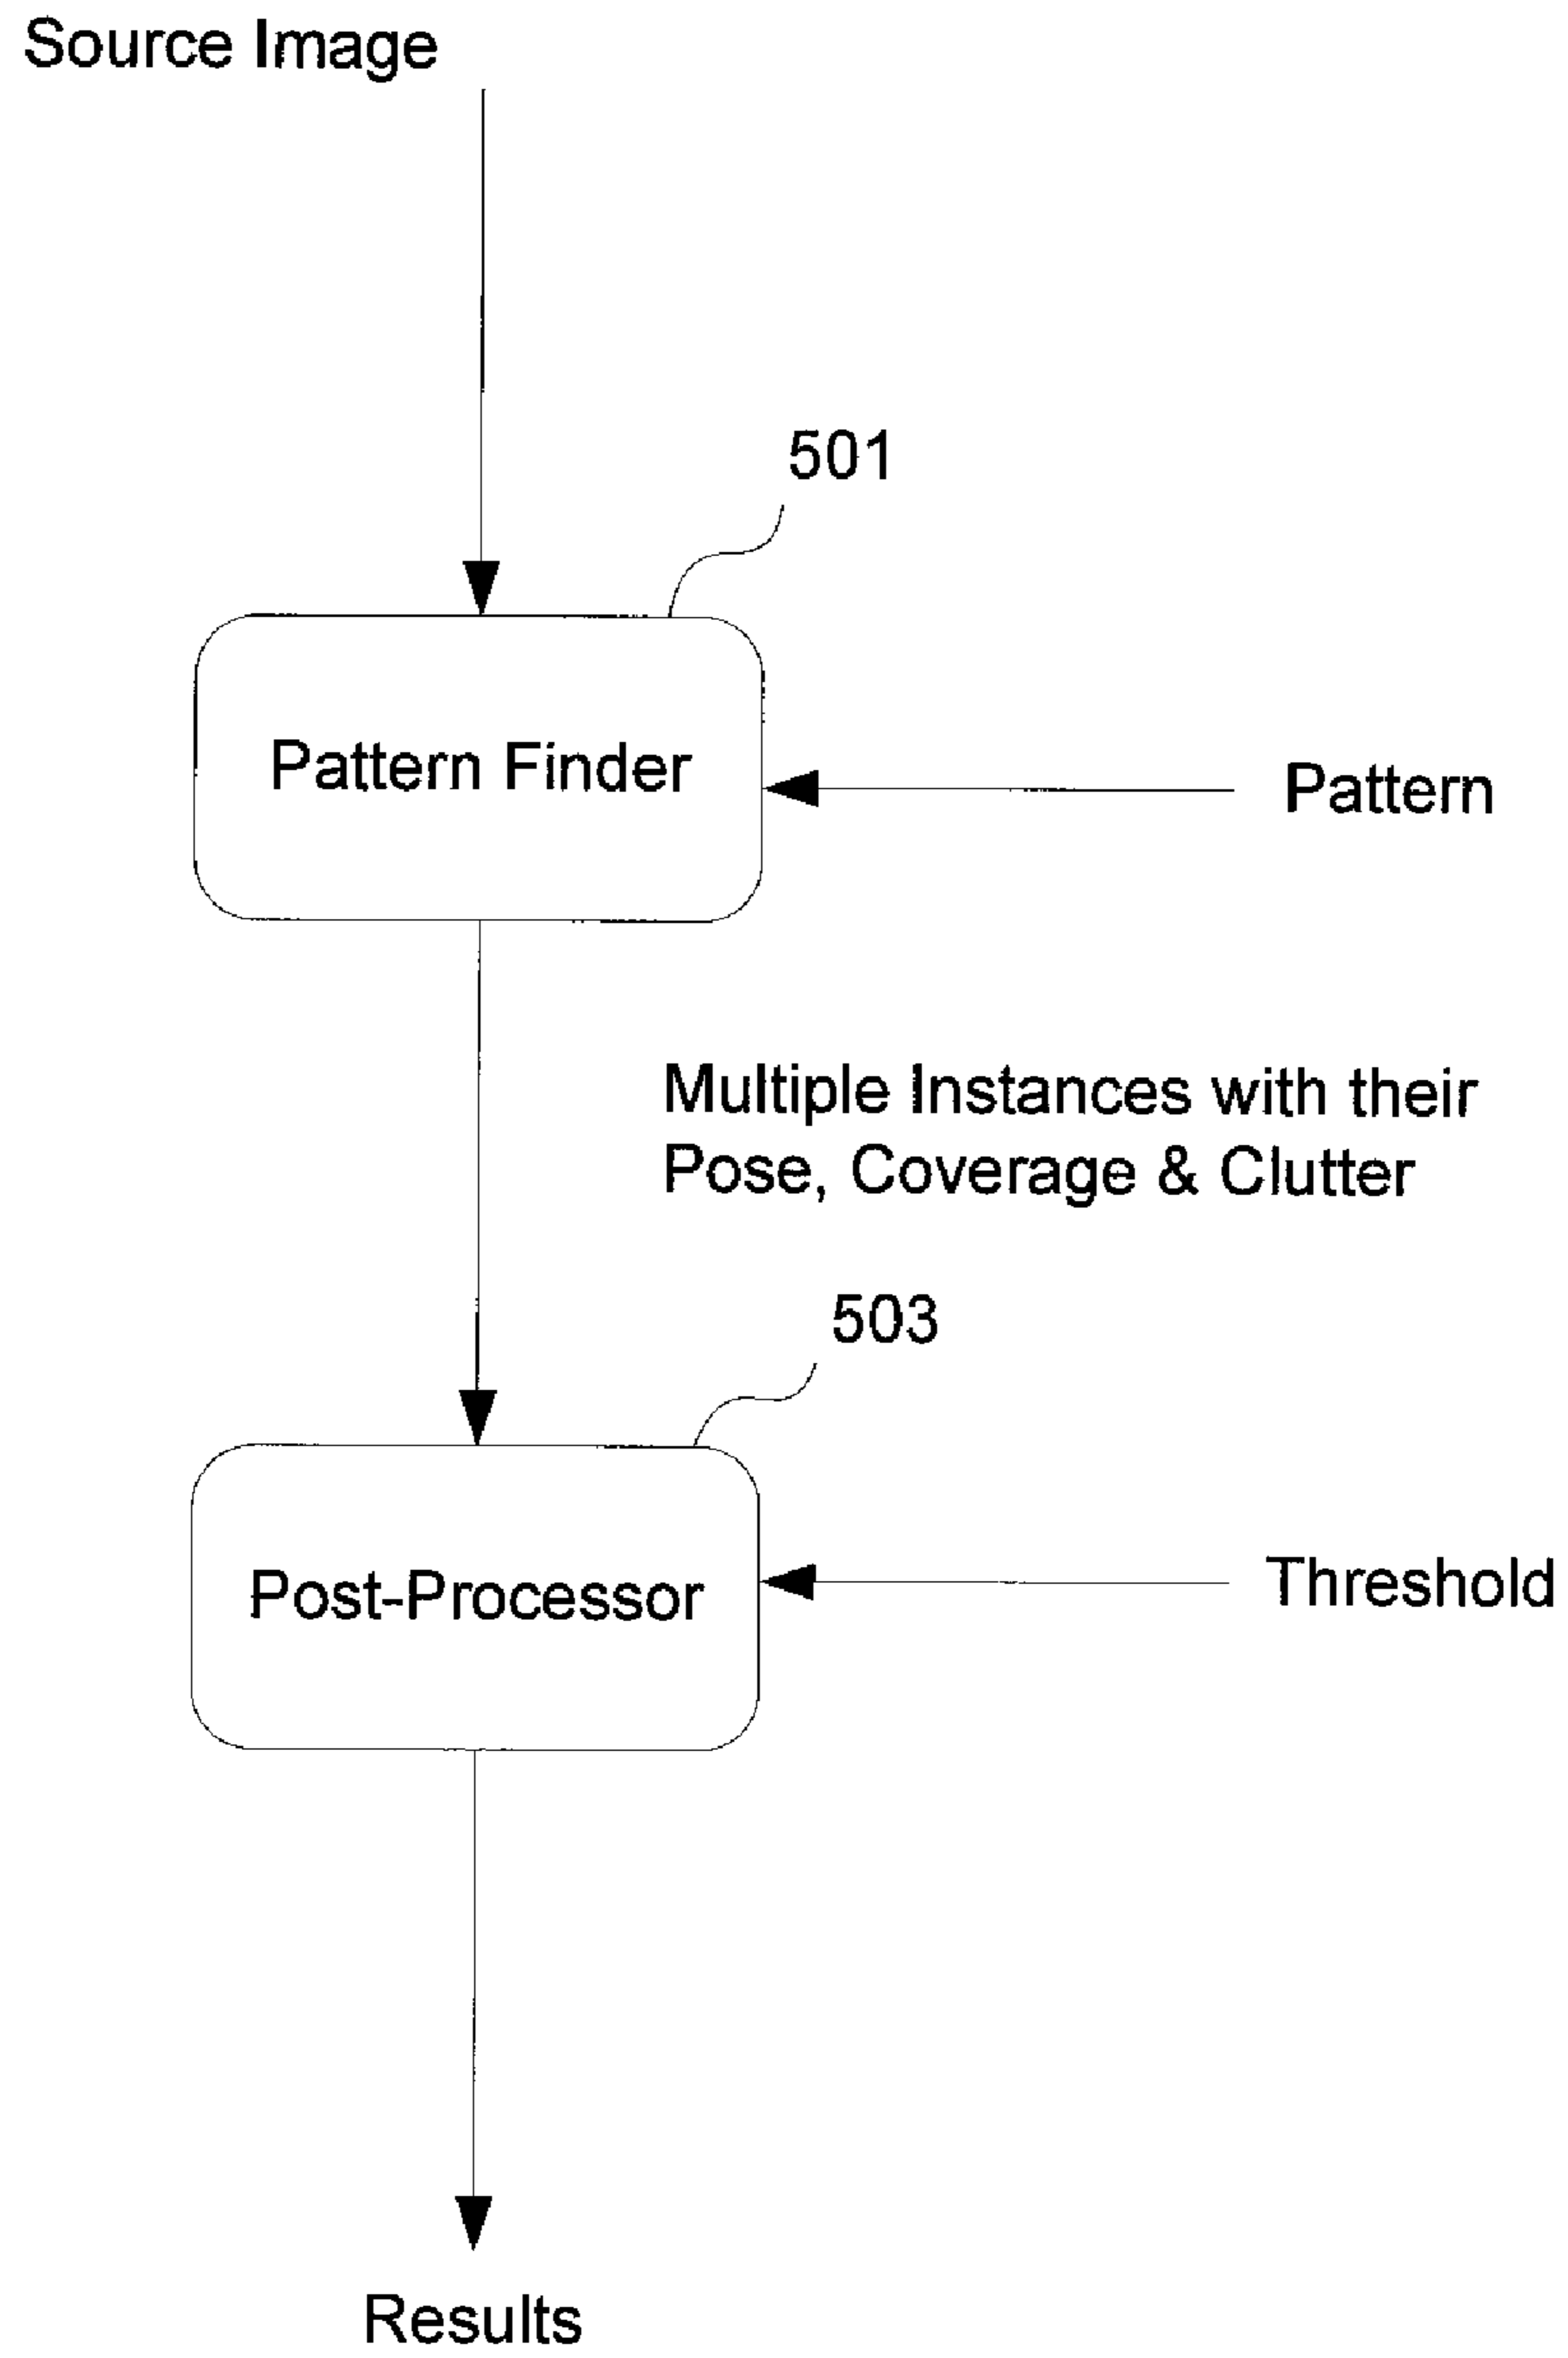 Source Image
501
Pattern Finder
Pattern
Multiple Instances with their
Pose, Coverage & Clutter
503
Post-Processor
Threshold
Results